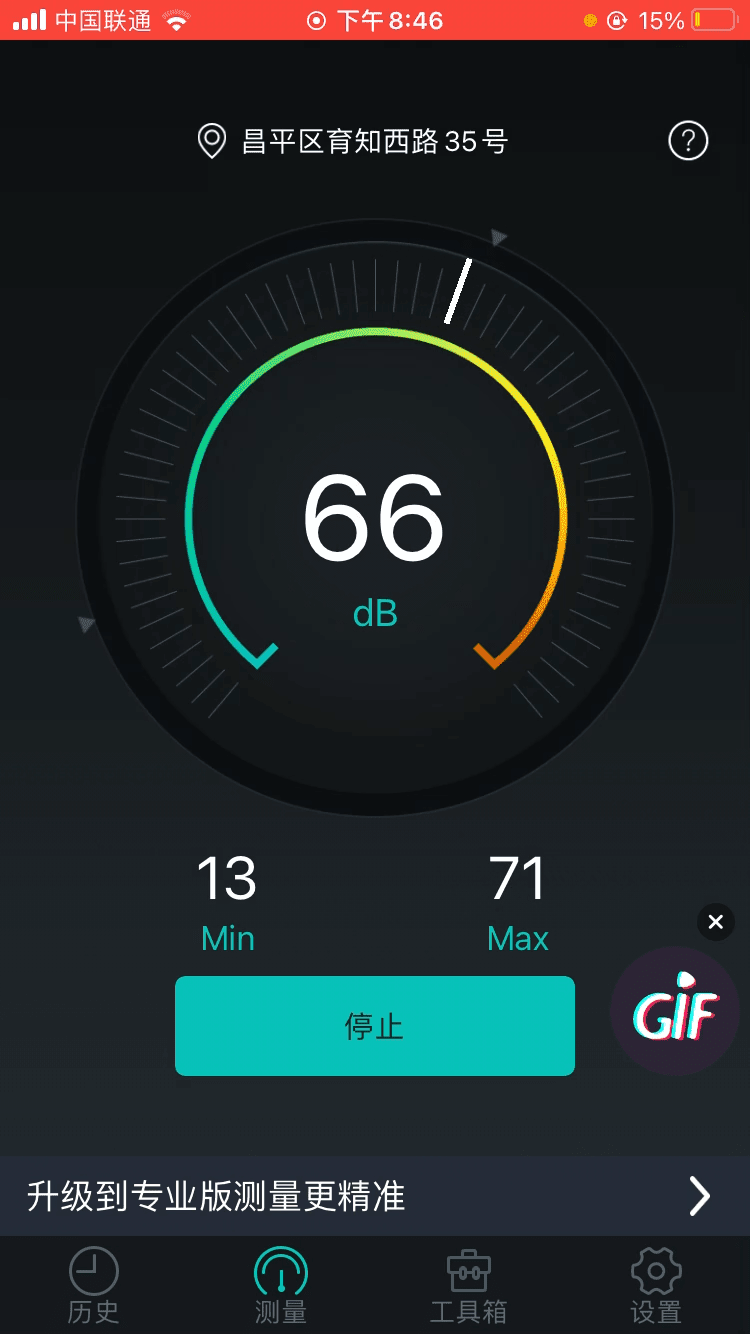 中国联通 下午8:46 15%
昌平区育知西路35号 ?
66
dB
13 71
Min Max
停止
GIF
升级到专业版测量更精准
历史 测量 工具箱 设置